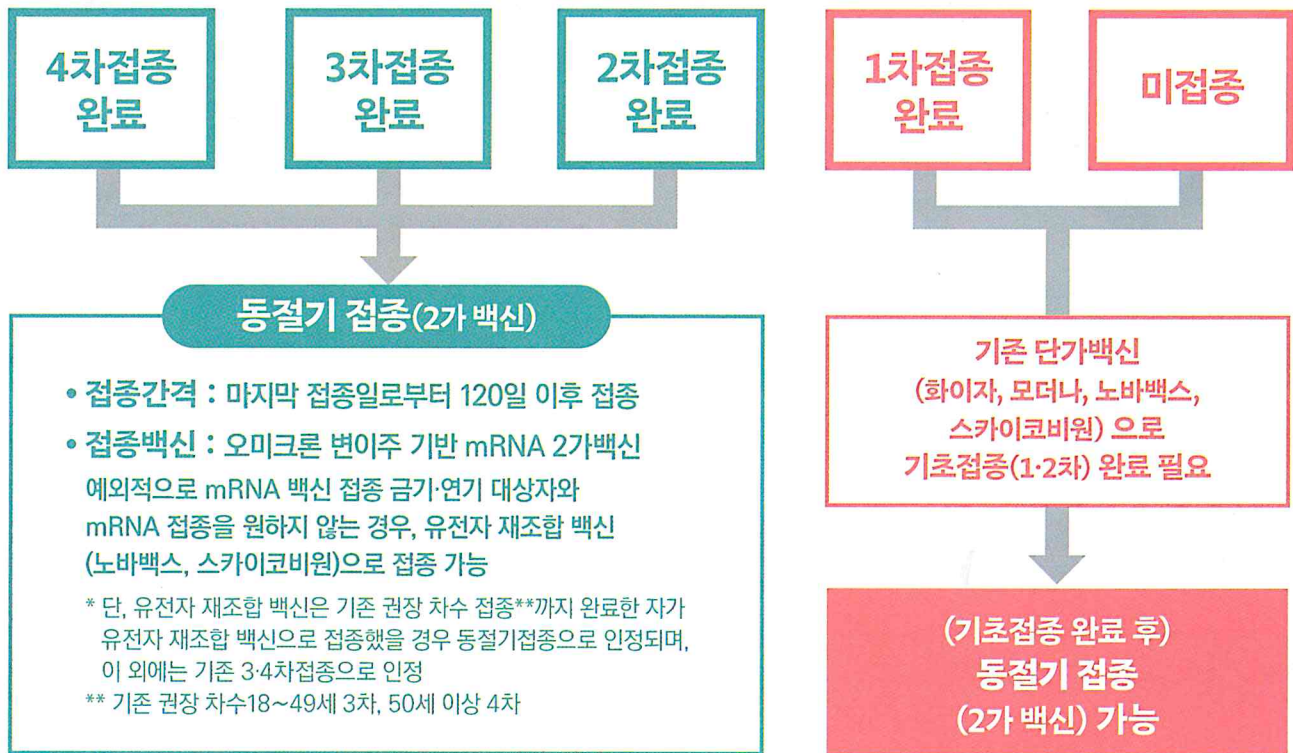 4차접종
완료
3차접종
완료
2차접종
완료
1차접종
완료
미접종
동절기 접종(2가 백신)
• 접종간격 : 마지막 접종일로부터 120일 이후 접종
• 접종백신 : 오미크론 변이주 기반 mRNA 2가백신
예외적으로 mRNA 백신 접종 금기·연기 대상자와
mRNA 접종을 원하지 않는 경우, 유전자 재조합 백신
(노바백스, 스카이코비원)으로 접종 가능
* 단, 유전자 재조합 백신은 기존 권장 차수 접종**까지 완료한 자가
유전자 재조합 백신으로 접종했을 경우 동절기접종으로 인정되며,
이 외에는 기존 3·4차접종으로 인정
** 기존 권장 차수18~49세 3차, 50세 이상 4차
기존 단가백신
(화이자, 모더나, 노바백스,
스카이코비원) 으로
기초접종(1·2차) 완료 필요
(기초접종 완료 후)
동절기 접종
(2가 백신) 가능